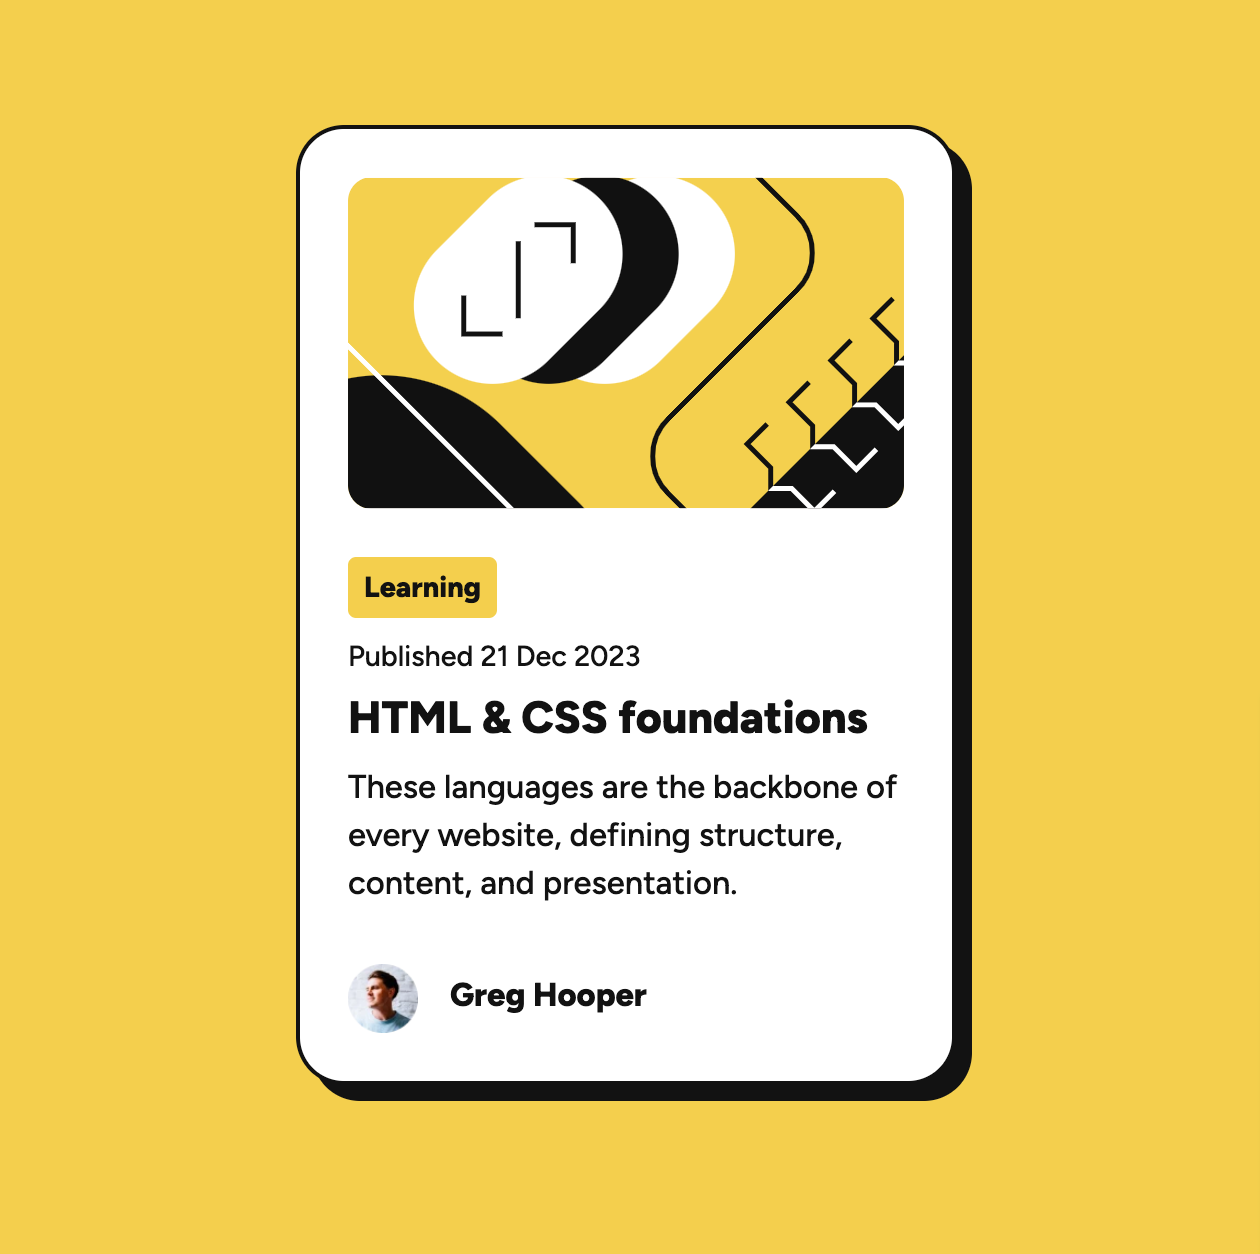 Learning
Published 21 Dec 2023
HTML & CSS foundations
These languages are the backbone of
every website, defining structure,
content, and presentation.
Greg Hooper